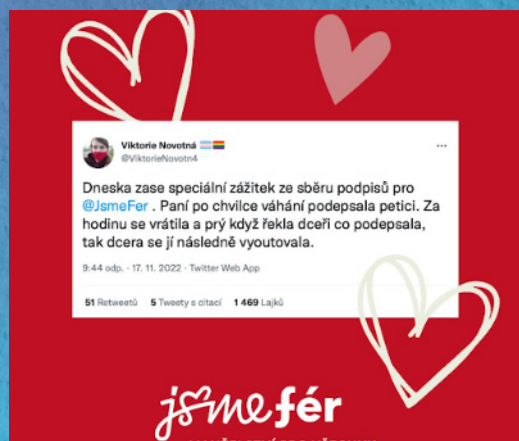 Viktorie Novotná
@ViktorieNovotn4
Dneska zase speciální zážitek ze sběru podpisů pro
@JsmeFer . Paní po chvilce váhání podepsala petici. Za
hodinu se vrátila a prý když řekla dceři co podepsala,
tak dcera se jí následně vyoutovala.
9:44 odp. · 17. 11. 2022 · Twitter Web App
51 Retweetů 5 Tweety s citací 1 469 Lajků
jsme fér